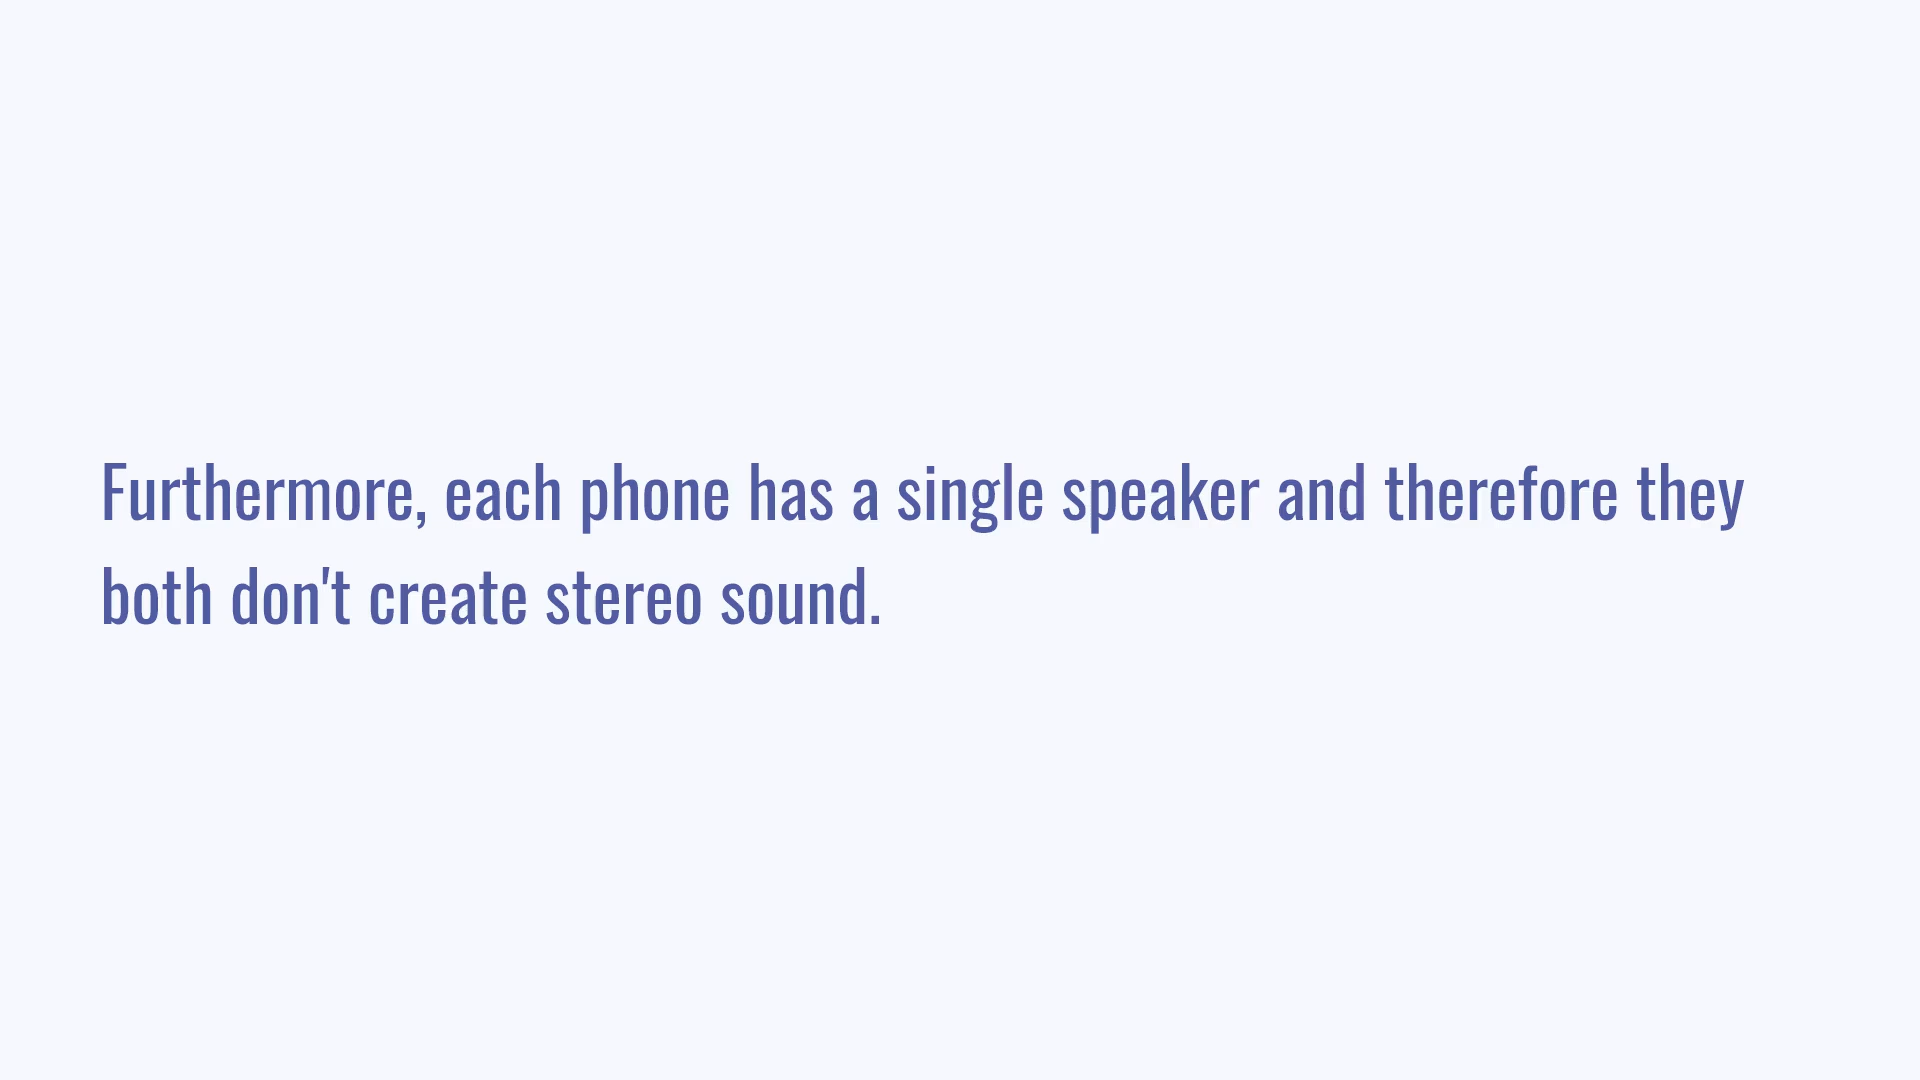 Furthermore, each phone has a single speaker and therefore they
both don't create stereo sound.